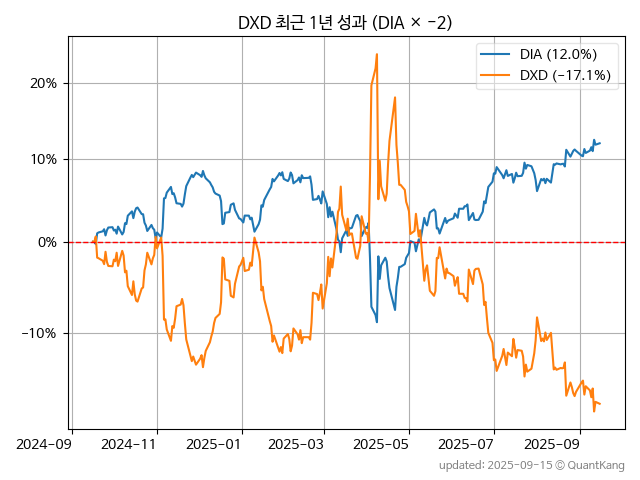 DXD 최근 1년 성과 (DIA × −2)
DIA (12.0%)
DXD (−17.1%)
20%
10%
0%
−10%
2024-09
2024-11
2025-01
2025-03
2025-05
2025-07
2025-09
updated: 2025-09-15 © QuantKang